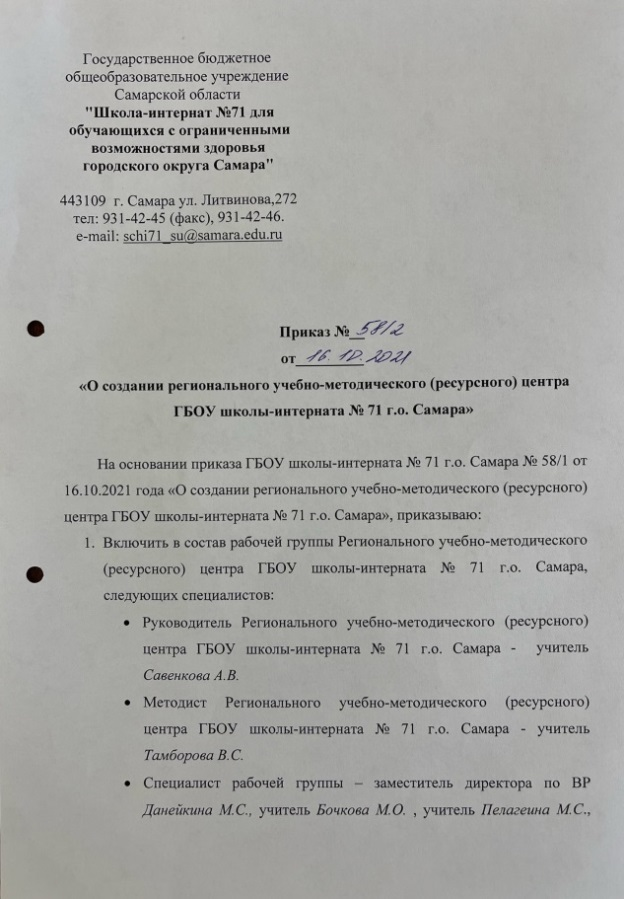 Государственное бюджетное
общеобразовательное учреждение
Самарской области
"Школа-интернат №71 для
обучающихся с ограниченными
возможностями здоровья
городского округа Самара"
443109 г. Самара ул. Литвинова,272
тел: 931-42-45 (факс), 931-42-46.
e-mail: schi71_su@samara.edu.ru
Приказ № 58/2
от 16.10.2021
«О создании регионального учебно-методического (ресурсного) центра
ГБОУ школы-интерната № 71 г.о. Самара»
На основании приказа ГБОУ школы-интерната № 71 г.о. Самара № 58/1 от
16.10.2021 года «О создании регионального учебно-методического (ресурсного)
центра ГБОУ школы-интерната № 71 г.о. Самара», приказываю:
1. Включить в состав рабочей группы Регионального учебно-методического
(ресурсного) центра ГБОУ школы-интерната № 71 г.о. Самара,
следующих специалистов:
• Руководитель Регионального учебно-методического (ресурсного)
центра ГБОУ школы-интерната № 71 г.о. Самара - учитель
Савенкова А.В.
• Методист Регионального учебно-методического (ресурсного)
центра ГБОУ школы-интерната № 71 г.о. Самара - учитель
Тамборова В.С.
• Специалист рабочей группы – заместитель директора по ВР
Данейкина М.С., учитель Бочкова М.О. , учитель Пелагеина М.С.,